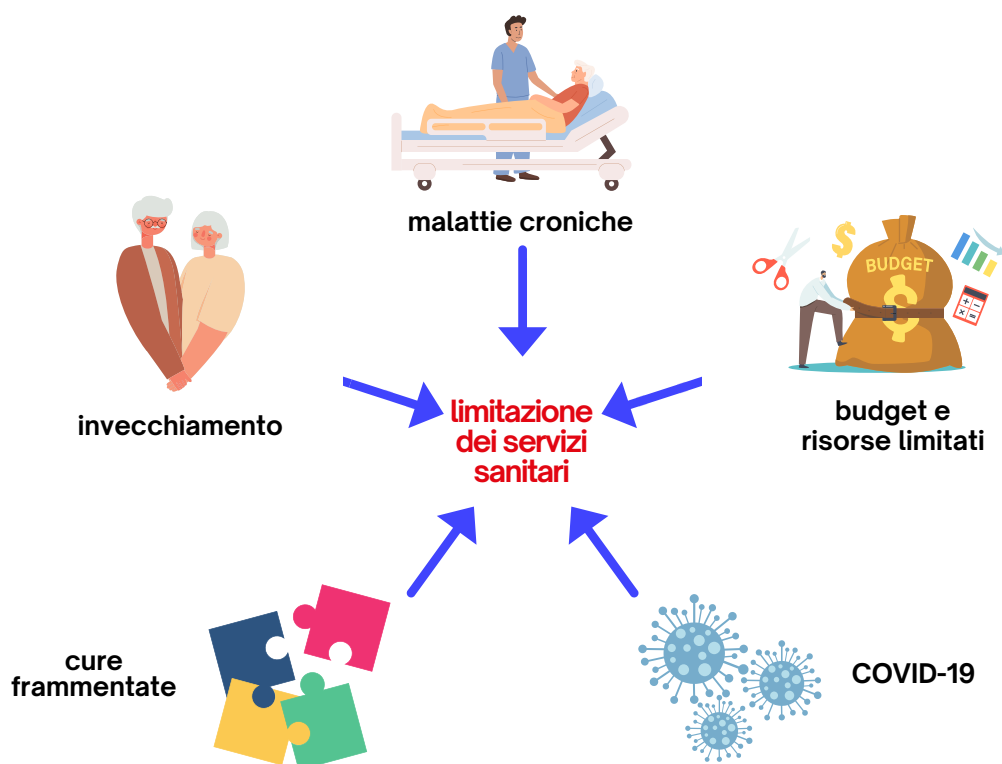 malattie croniche
BUDGET
invecchiamento
limitazione
dei servizi
sanitari
budget e
risorse limitati
cure
frammentate
COVID-19